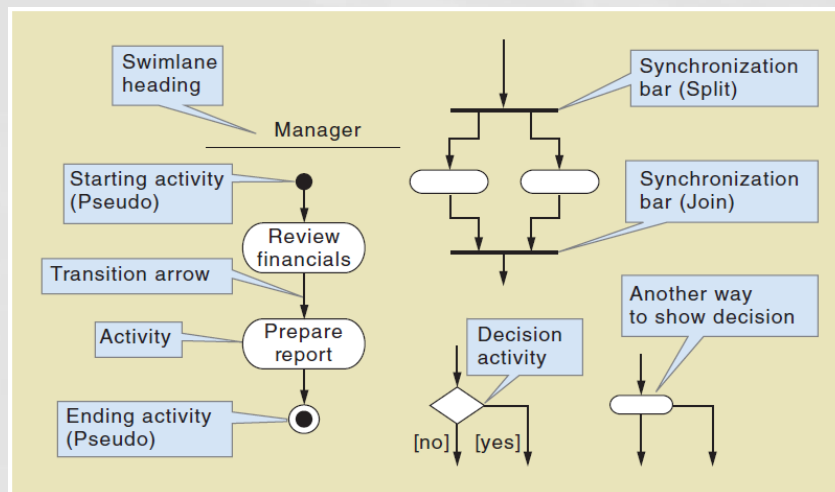 Swimlane
heading
Manager
Starting activity
(Pseudo)
Review
financials
Transition arrow
Activity
Prepare
report
Ending activity
(Pseudo)
Synchronization
bar (Split)
Synchronization
bar (Join)
Decision
activity
[no]
[yes]
Another way
to show decision